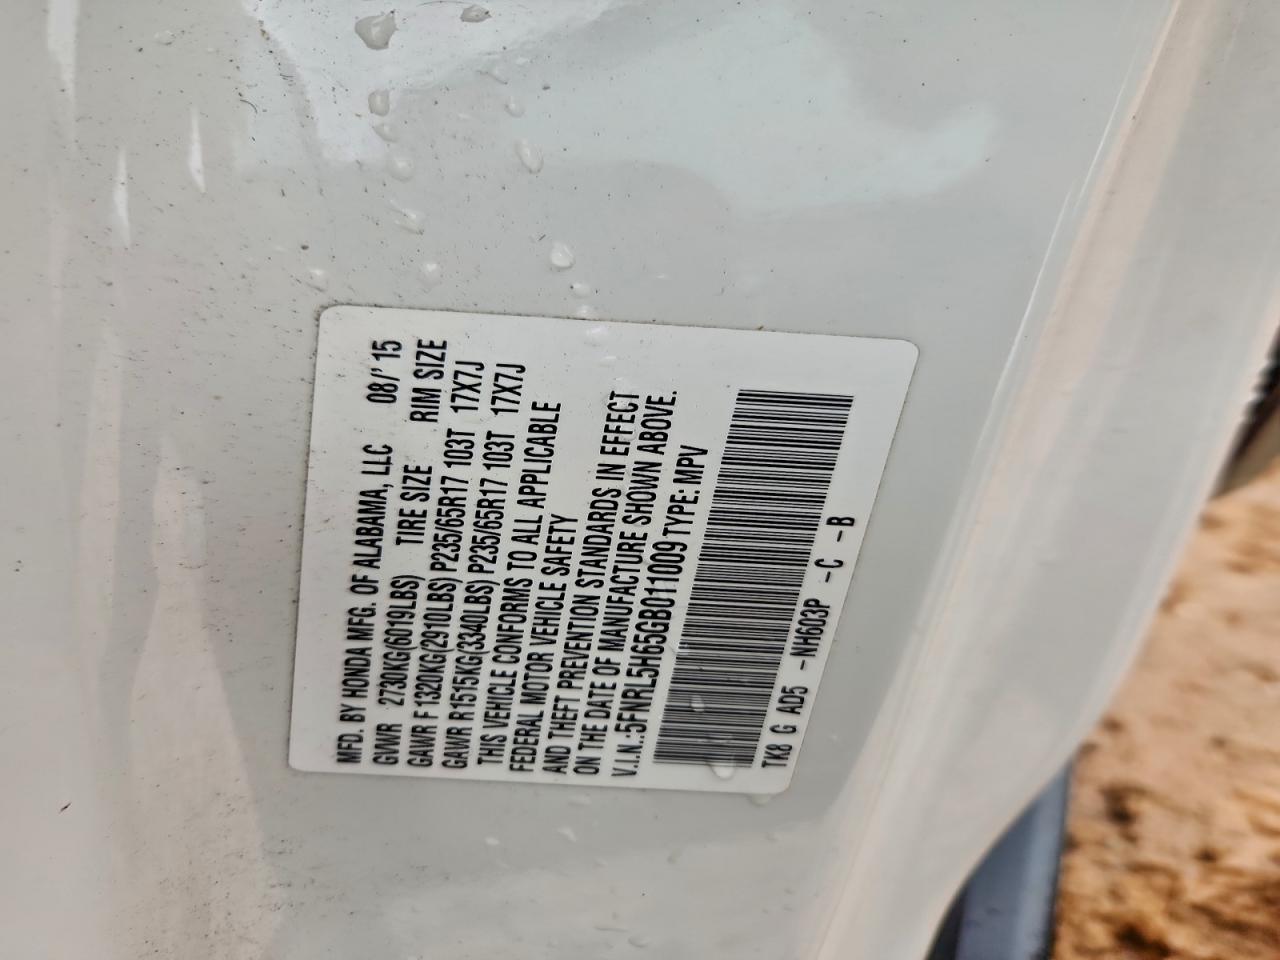 MFD. BY HONDA MFG. OF ALABAMA, LLC 08/'15
GVWR 2730KG(6019LBS) TIRE SIZE RIM SIZE
GAWR F1320KG(2910LBS) P235/65R17 103T 17X7J
GAWR R1515KG(3340LBS) P235/65R17 103T 17X7J
THIS VEHICLE CONFORMS TO ALL APPLICABLE
FEDERAL MOTOR VEHICLE SAFETY
AND THEFT PREVENTION STANDARDS IN EFFECT
ON THE DATE OF MANUFACTURE SHOWN ABOVE.
V.I.N.:5FNRL5H65GB011009 TYPE: MPV
TK8 G AD5 -NH603P -C -B